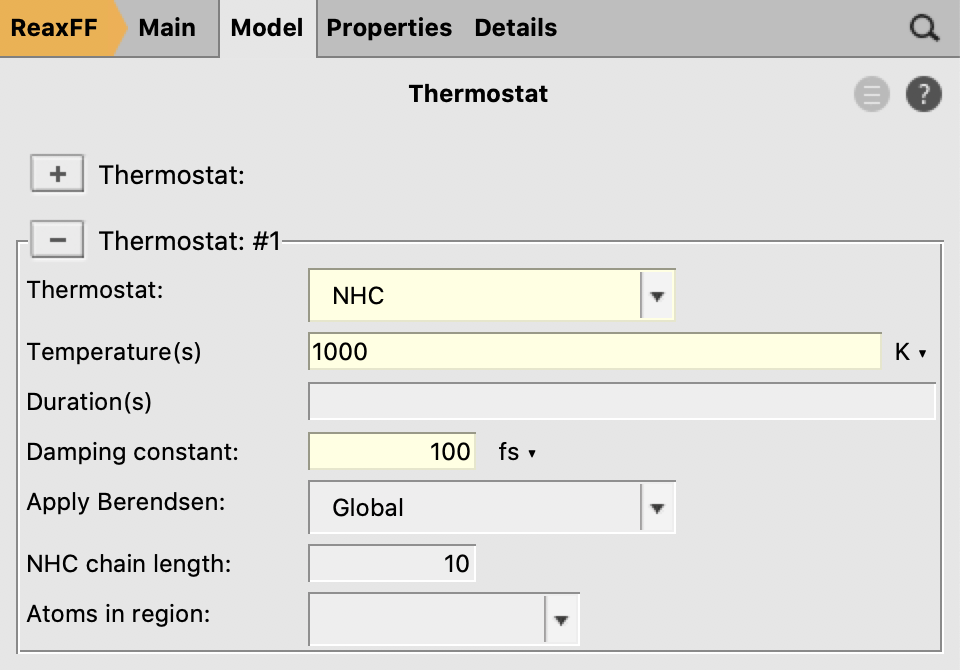 ReaxFF Main Model Properties Details
Thermostat
?
+ Thermostat:
− Thermostat: #1
Thermostat: NHC
Temperature(s) 1000 K
Duration(s)
Damping constant: 100 fs
Apply Berendsen: Global
NHC chain length: 10
Atoms in region: